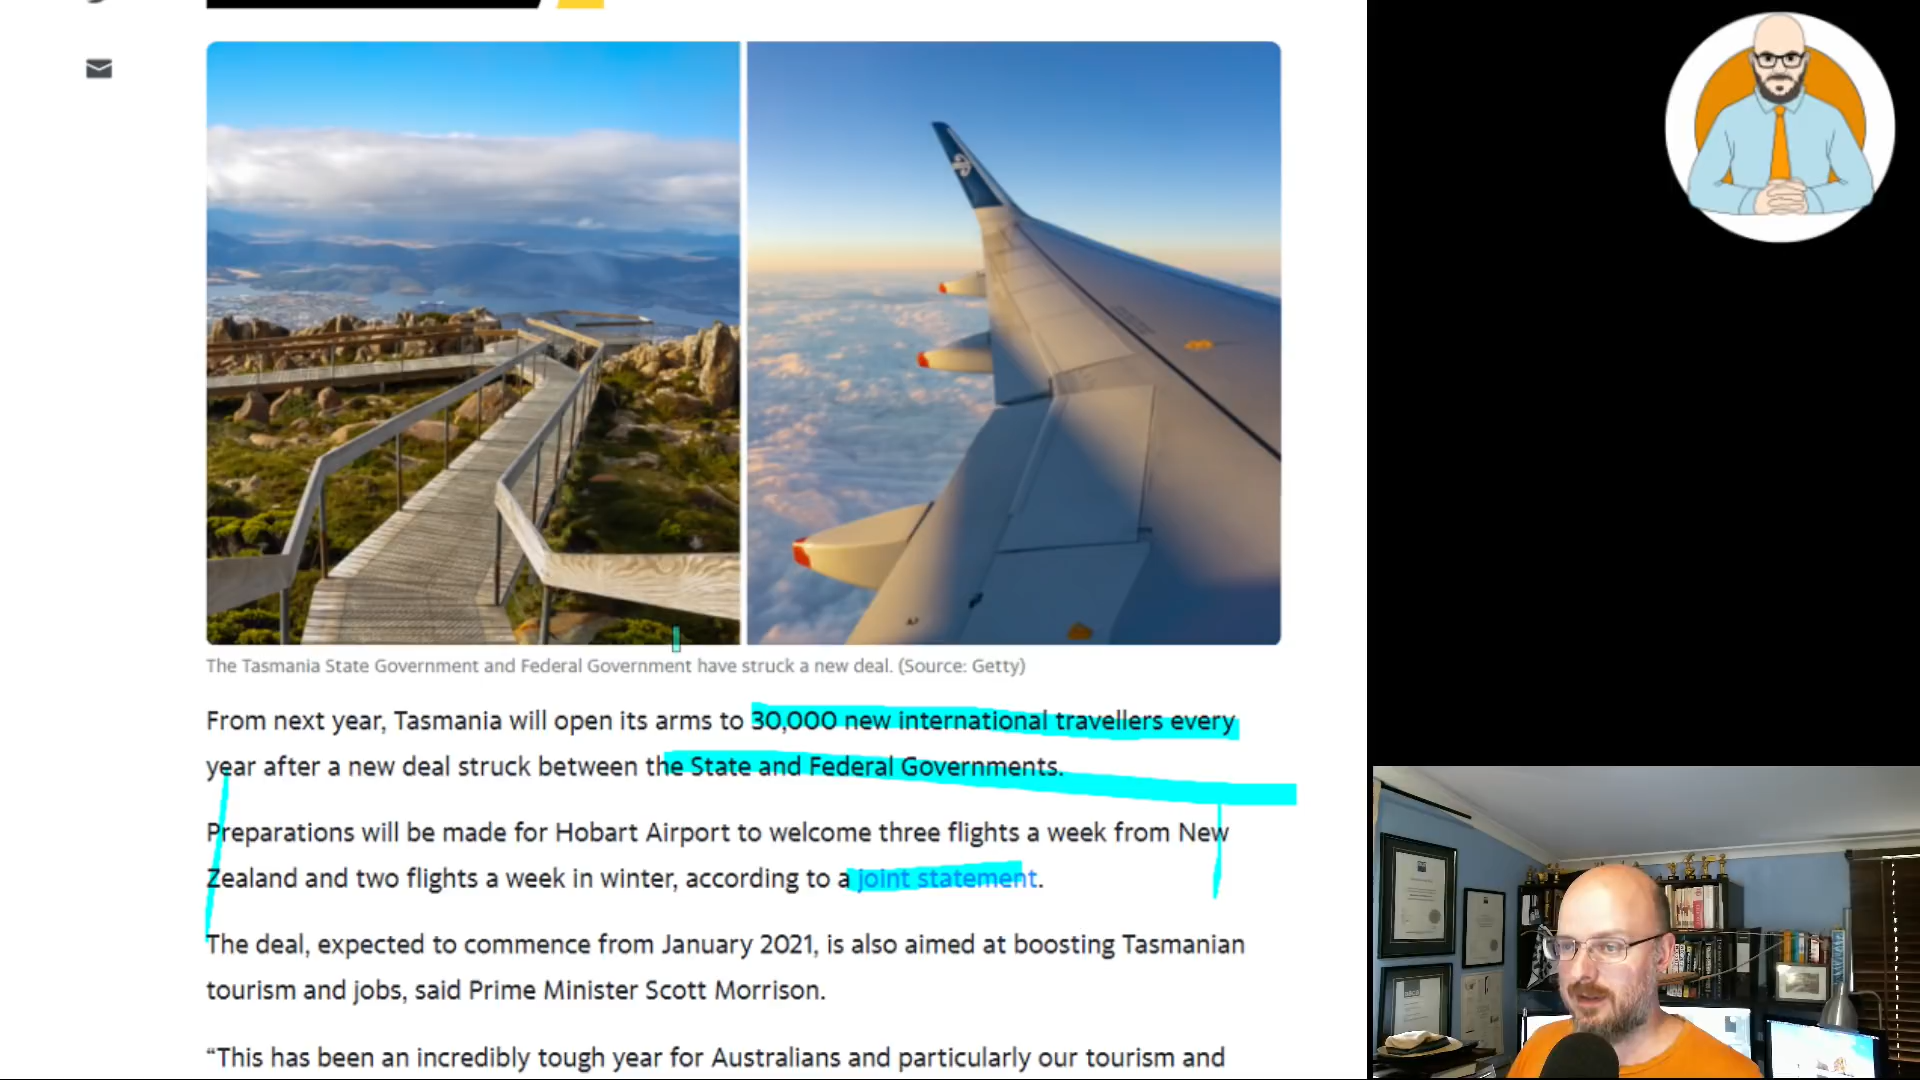 The Tasmania State Government and Federal Government have struck a new deal. (Source: Getty)
From next year, Tasmania will open its arms to 30,000 new international travellers every
year after a new deal struck between the State and Federal Governments.
Preparations will be made for Hobart Airport to welcome three flights a week from New
Zealand and two flights a week in winter, according to a joint statement.
The deal, expected to commence from January 2021, is also aimed at boosting Tasmanian
tourism and jobs, said Prime Minister Scott Morrison.
“This has been an incredibly tough year for Australians and particularly our tourism and